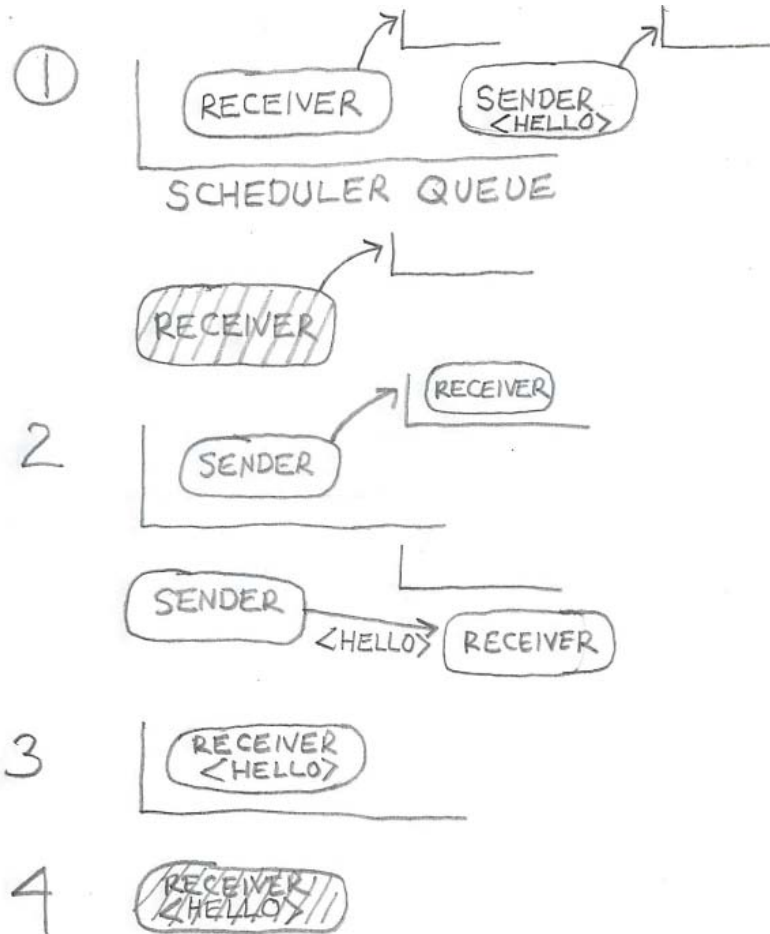 1
RECEIVER
SENDER
<HELLO>
SCHEDULER QUEUE
RECEIVER
2
SENDER
RECEIVER
SENDER
<HELLO>
RECEIVER
3
RECEIVER
<HELLO>
4
RECEIVER
<HELLO>